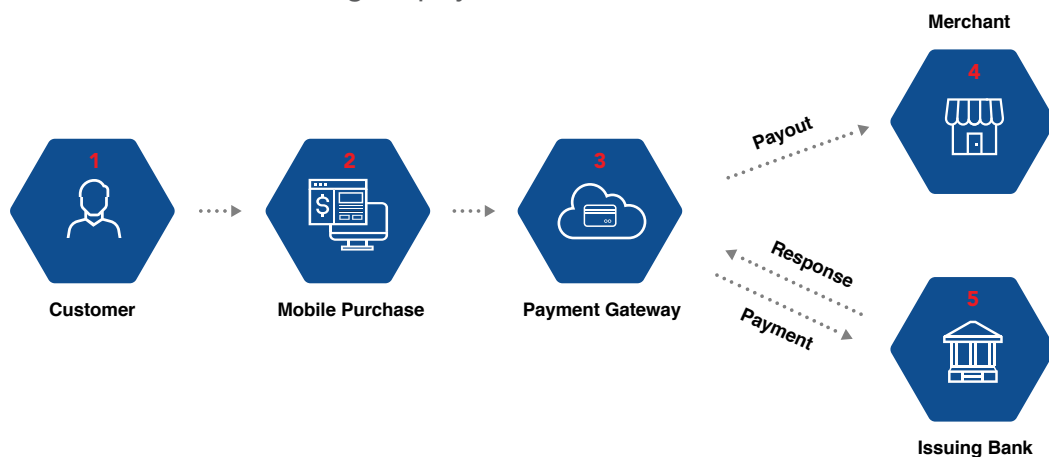 Merchant
4
Payout
1
2
3
$
Response
Payment
5
Customer
Mobile Purchase
Payment Gateway
Issuing Bank